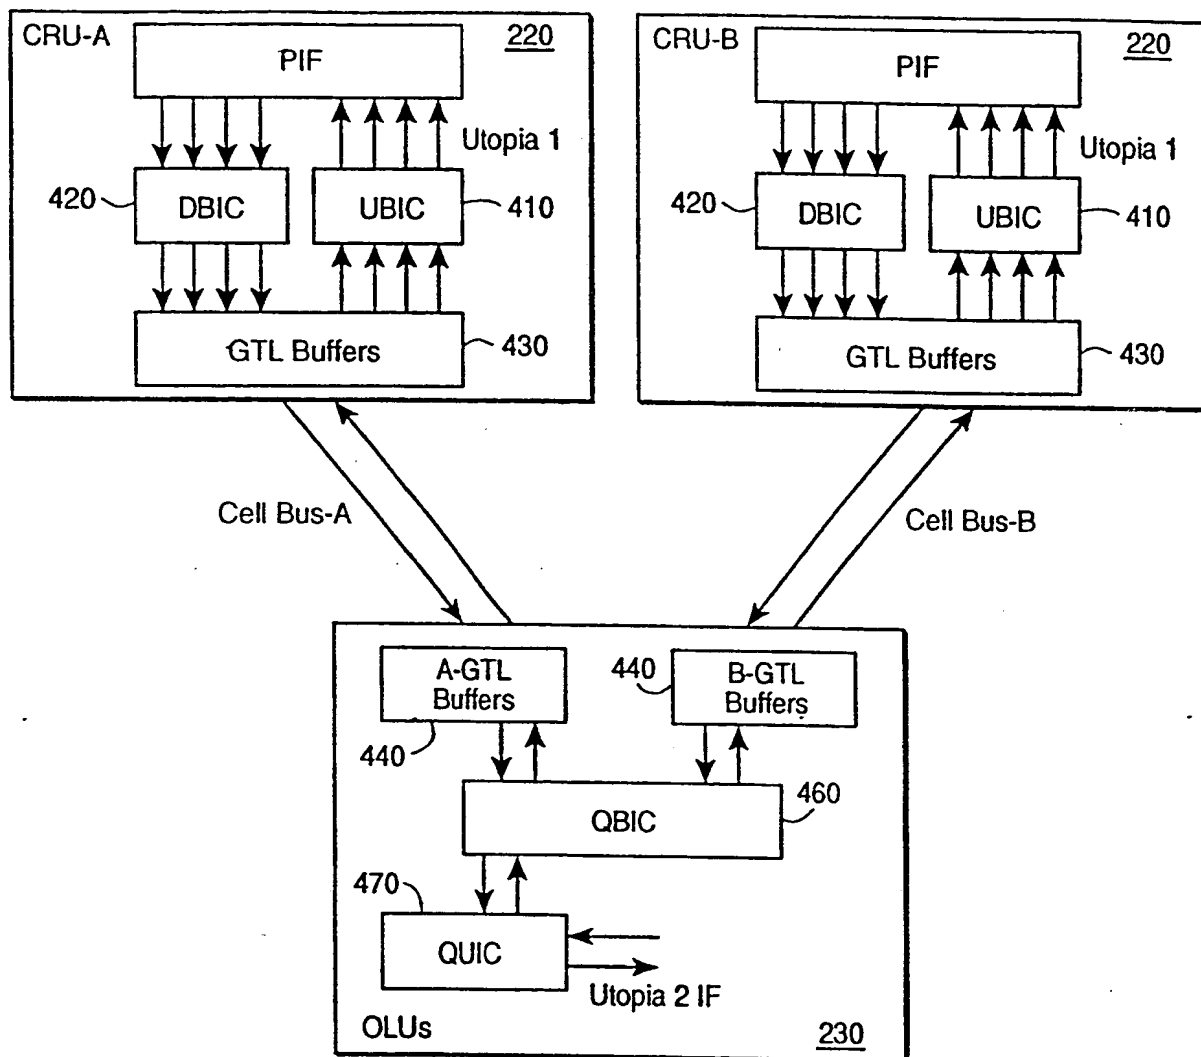 CRU-A
220
PIF
Utopia 1
420
DBIC
UBIC
410
GTL Buffers
430
CRU-B
220
PIF
Utopia 1
420
DBIC
UBIC
410
GTL Buffers
430
Cell Bus-A
Cell Bus-B
A-GTL
Buffers
440
440
B-GTL
Buffers
460
QBIC
470
QUIC
Utopia 2 IF
OLUs
230